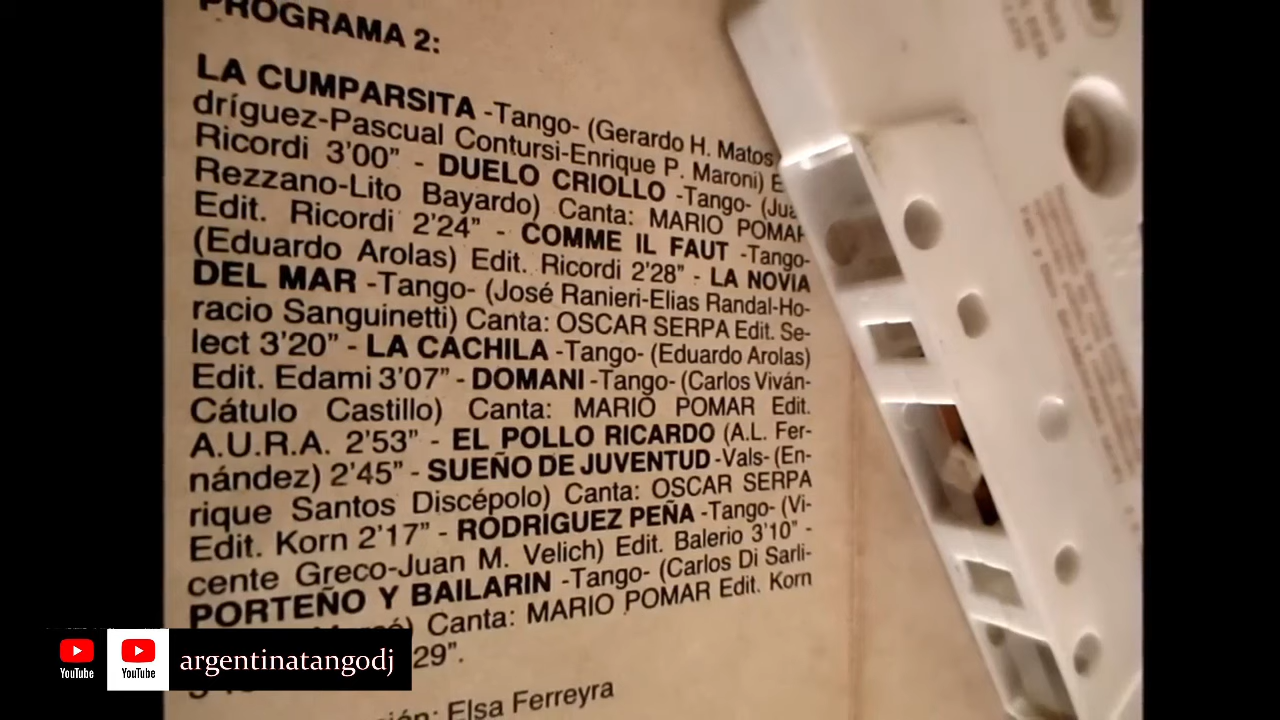 PROGRAMA 2:
LA CUMPARSITA -Tango- (Gerardo H. Matos
dríguez-Pascual Contursi-Enrique P. Maroni)
Ricordi 3'00" - DUELO CRIOLLO -Tango-
Rezzano-Lito Bayardo) Canta: MARIO
Edit. Ricordi 2'24" - COMME IL FAUT -Tango-
(Eduardo Arolas) Edit. Ricordi 2'28" - LA NOVIA
DEL MAR -Tango- (José Ranieri-Elias Randal-Ho-
racio Sanguinetti) Canta: OSCAR SERPA Edit. Se-
lect 3'20" - LA CACHILA -Tango- (Eduardo Arolas)
Edit. Edami 3'07" - DOMANI -Tango- (Carlos Viván-
Cátulo Castillo) Canta: MARIO POMAR Edit.
A.U.R.A. 2'53" - EL POLLO RICARDO (A.L. Fer-
nández) 2'45" - SUEÑO DE JUVENTUD -Vals- (En-
rique Santos Discépolo) Canta: OSCAR SERPA
Edit. Korn 2'17" - RODRIGUEZ PEÑA -Tango- (Vi-
cente Greco-Juan M. Velich) Edit. Balerio 3'10" -
PORTEÑO Y BAILARIN -Tango- (Carlos Di Sarli-
Canta: MARIO POMAR Edit. Korn
29".
Elsa Ferreyra
YouTube YouTube argentinatangodj